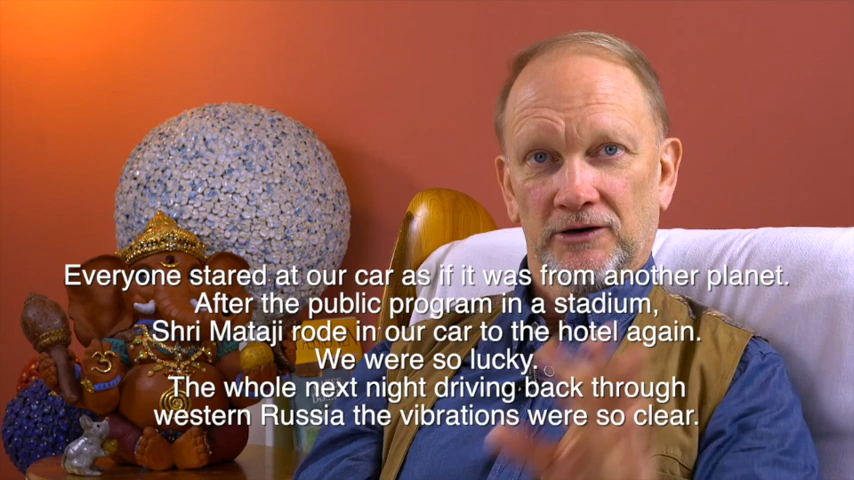 Everyone stared at our car as if it was from another planet.
After the public program in a stadium,
Shri Mataji rode in our car to the hotel again.
We were so lucky.
The whole next night driving back through
western Russia the vibrations were so clear.